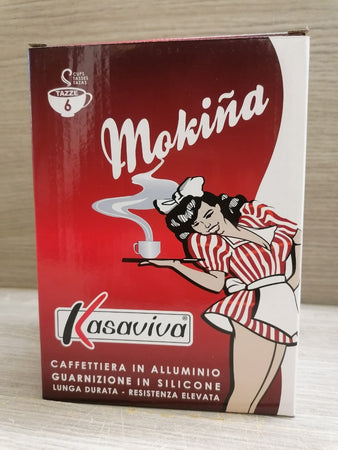 CUPS
TASSES
TAZAS
TAZZE
6
Mokiña
Kasaviva®
CAFFETTIERA IN ALLUMINIO
GUARNIZIONE IN SILICONE
LUNGA DURATA - RESISTENZA ELEVATA